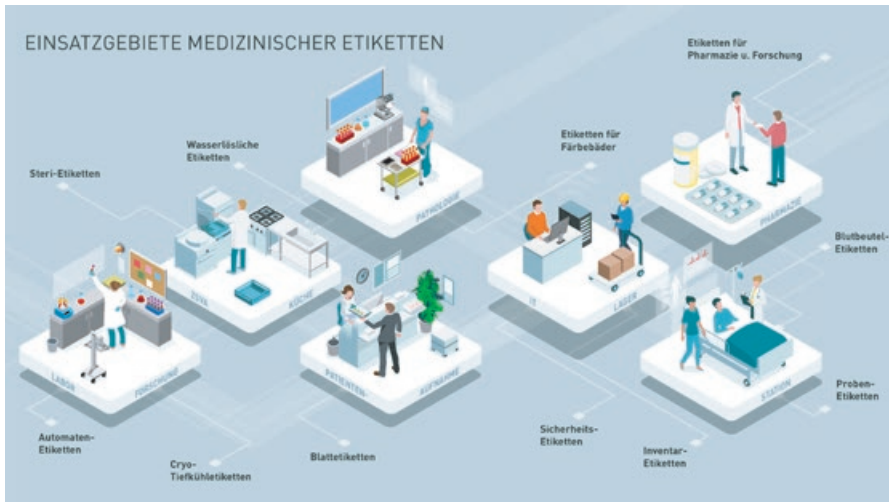 EINSATZGEBIETE MEDIZINISCHER ETIKETTEN
Etiketten für
Pharmazie u. Forschung
Wasserlösliche
Etiketten
Etiketten für
Färbebäder
Steri-Etiketten
PATHOLOGIE
PHARMAZIE
Blutbeutel-
Etiketten
ZSVA
KÜCHE
IT
LAGER
LABOR
FORSCHUNG
PATIENTEN-
AUFNAHME
STATION
Proben-
Etiketten
Automaten-
Etiketten
Cryo-
Tiefkühletiketten
Blattetiketten
Sicherheits-
Etiketten
Inventar-
Etiketten